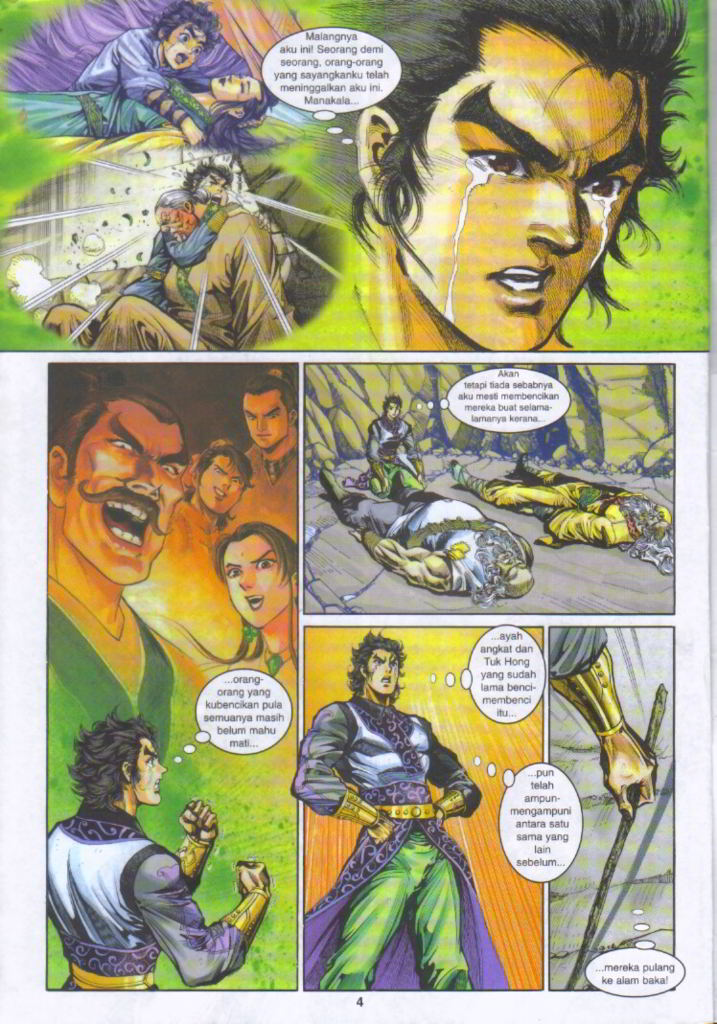 Malangnya
aku ini! Seorang demi
seorang, orang-orang
yang sayangkanku telah
meninggalkan aku ini.
Manakala...
...orang-
orang yang
kubencikan pula
semuanya masih
belum mahu
mati...
Akan
tetapi tiada sebabnya
aku mesti membencikan
mereka buat selama-
lamanya kerana...
...ayah
angkat dan
Tuk Hong
yang sudah
lama benci-
membenci
itu...
...pun
telah
ampun-
mengampuni
antara satu
sama yang
lain
sebelum...
...mereka pulang
ke alam baka!
4